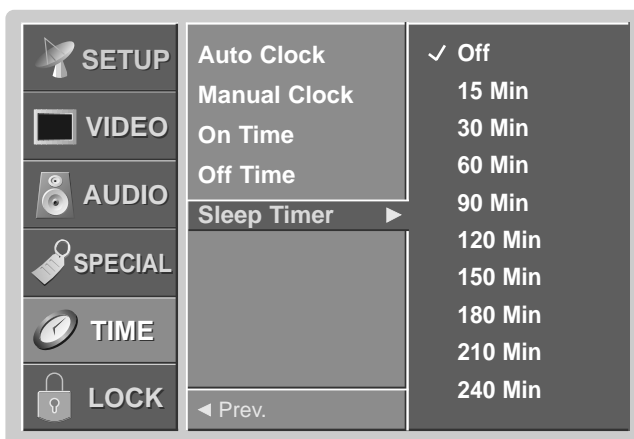 SETUP
VIDEO
AUDIO
SPECIAL
TIME
LOCK
Auto Clock
Manual Clock
On Time
Off Time
Sleep Timer ►
◄ Prev.
✓ Off
15 Min
30 Min
60 Min
90 Min
120 Min
150 Min
180 Min
210 Min
240 Min